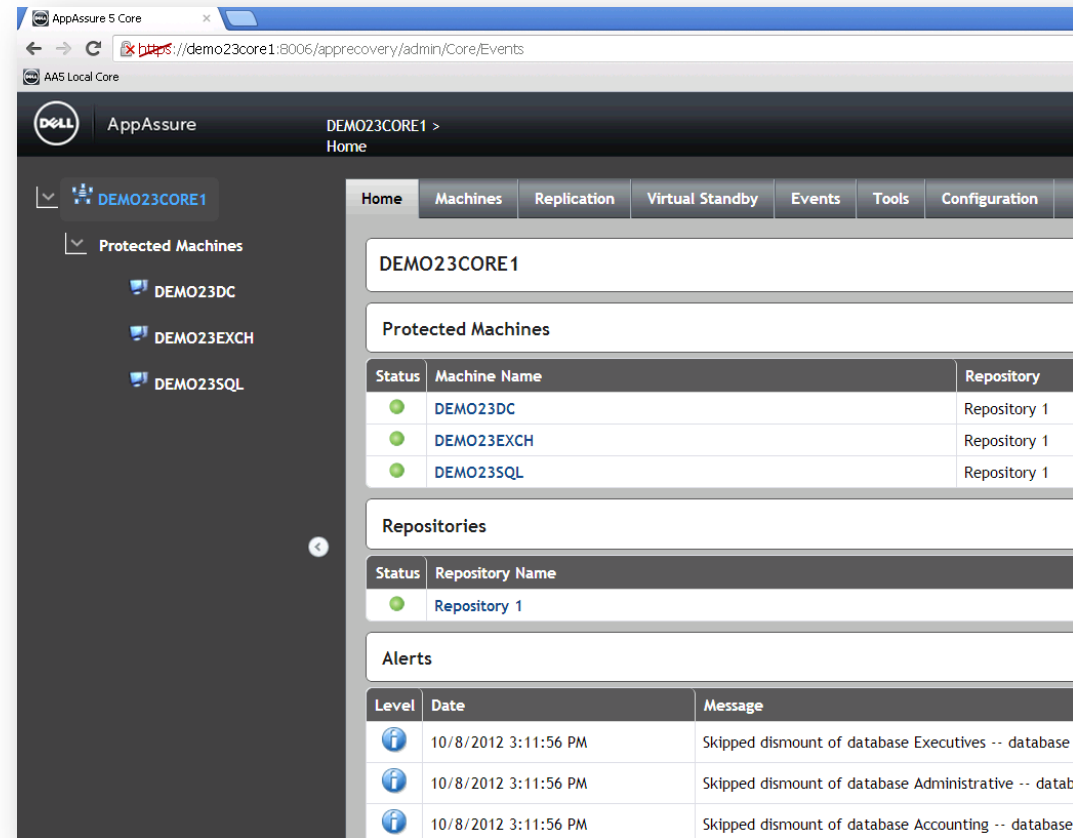 AppAssure 5 Core
https://demo23core1:8006/apprecovery/admin/Core/Events
AA5 Local Core
DELL
AppAssure
DEMO23CORE1 >
Home
DEMO23CORE1
Protected Machines
DEMO23DC
DEMO23EXCH
DEMO23SQL
Home Machines Replication Virtual Standby Events Tools Configuration
DEMO23CORE1
Protected Machines
Status Machine Name Repository
DEMO23DC Repository 1
DEMO23EXCH Repository 1
DEMO23SQL Repository 1
Repositories
Status Repository Name
Repository 1
Alerts
Level Date Message
10/8/2012 3:11:56 PM Skipped dismount of database Executives -- database
10/8/2012 3:11:56 PM Skipped dismount of database Administrative -- datab
10/8/2012 3:11:56 PM Skipped dismount of database Accounting -- database